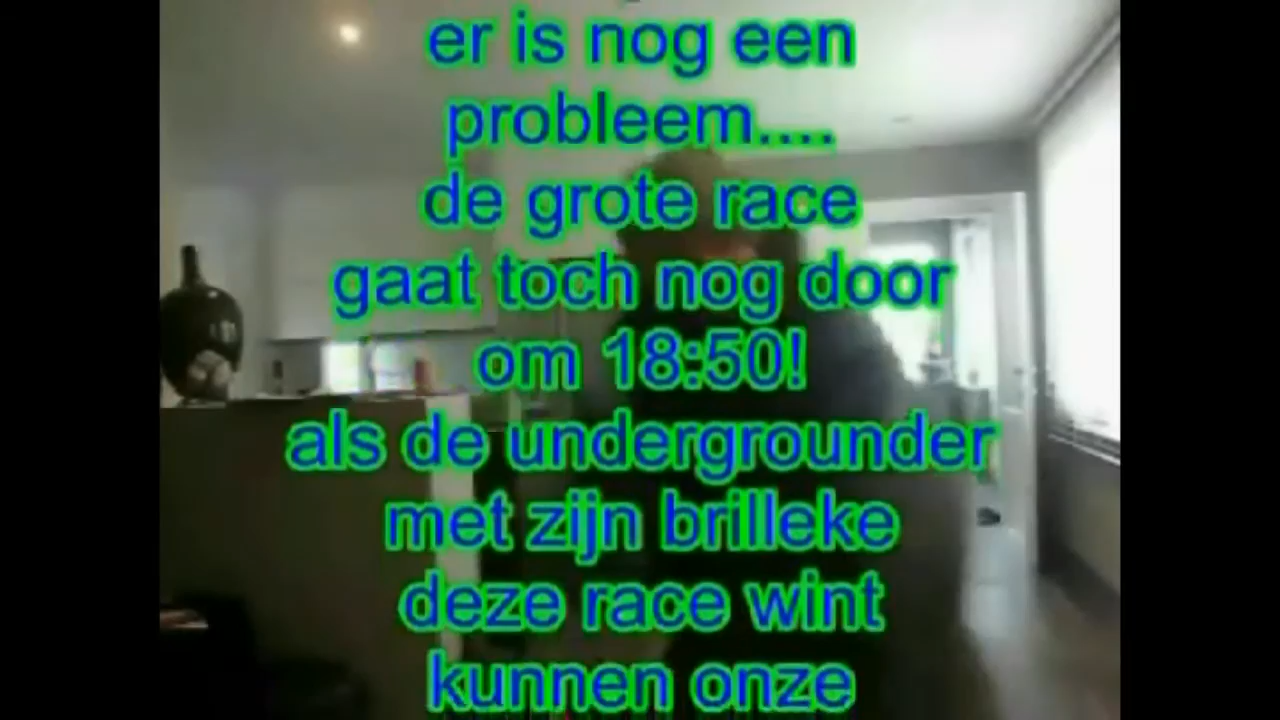 er is nog een
probleem....
de grote race
gaat toch nog door
om 18:50!
als de undergrounder
met zijn brilleke
deze race wint
kunnen onze